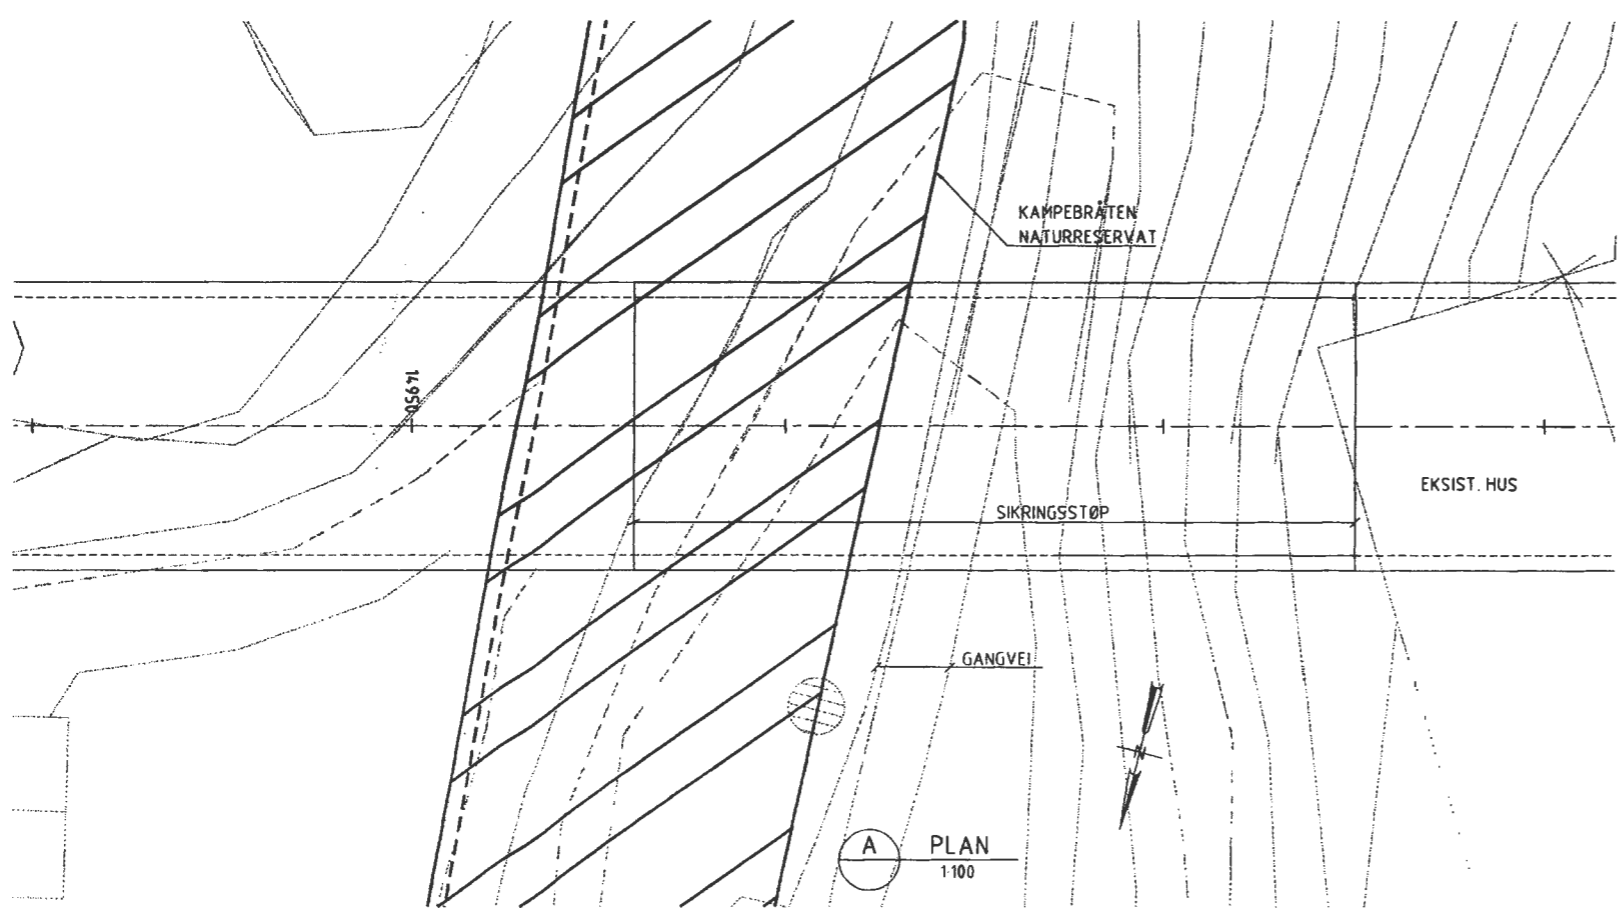 KAMPEBRÅTEN
NATURRESERVAT
14950
EKSIST. HUS
SIKRINGSSTØP
GANGVEI
N
A
PLAN
1:100